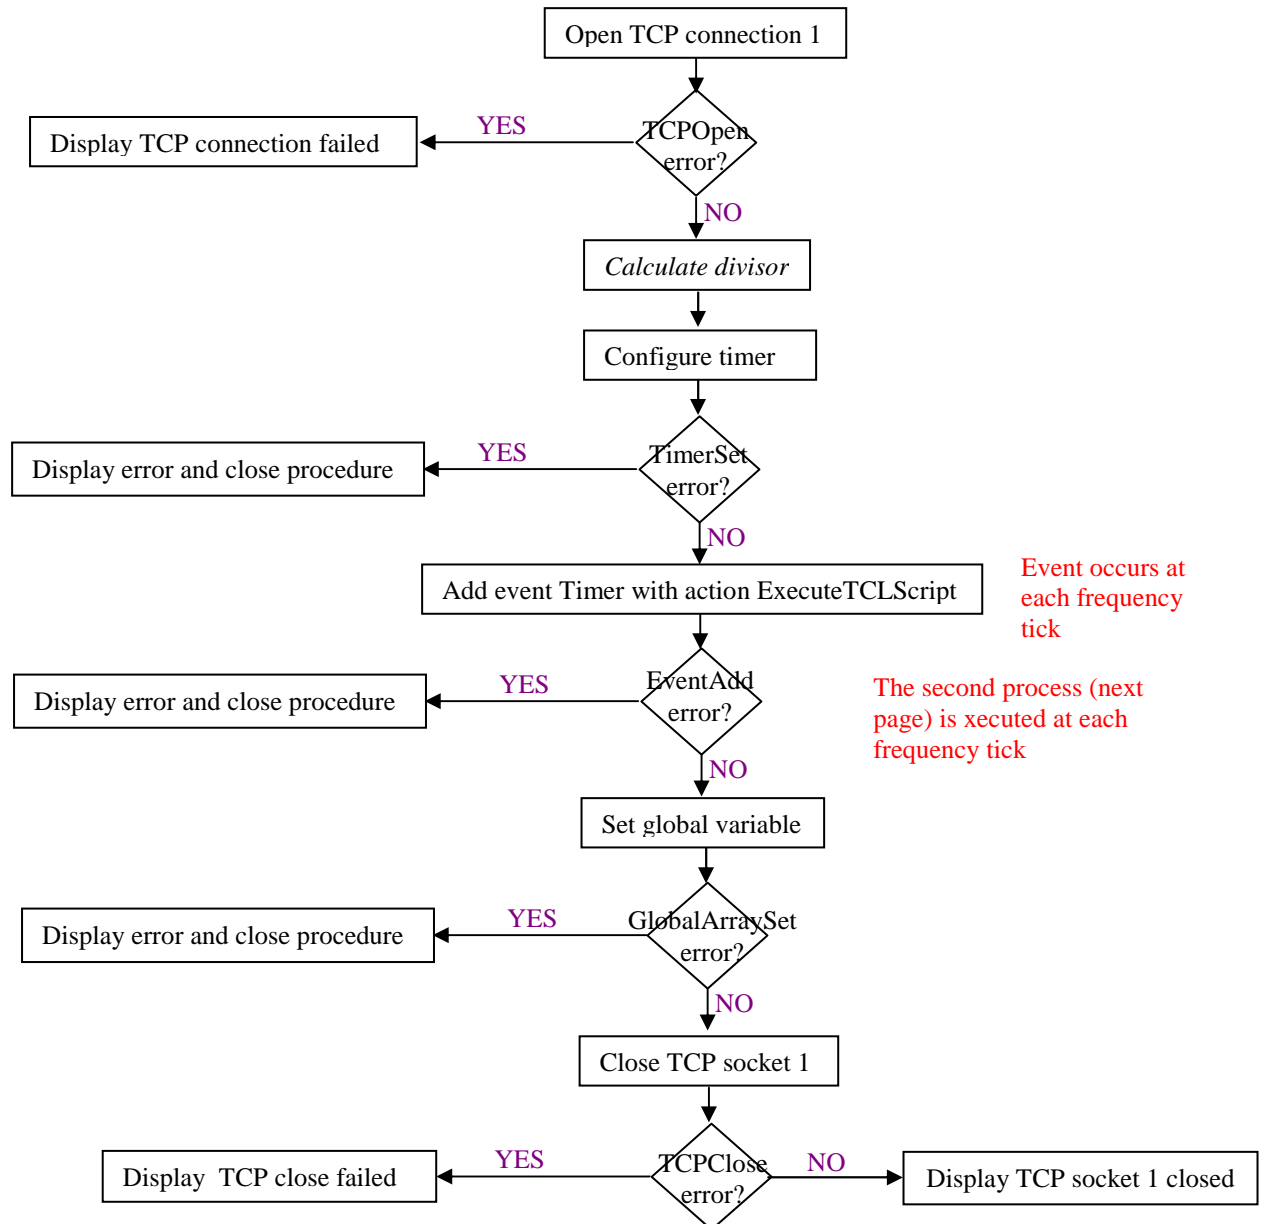 Open TCP connection 1
TCPOpen
error?
YES
Display TCP connection failed
NO
Calculate divisor
Configure timer
TimerSet
error?
YES
Display error and close procedure
NO
Add event Timer with action ExecuteTCLScript
Event occurs at
each frequency
tick
EventAdd
error?
YES
Display error and close procedure
The second process (next
page) is xecuted at each
frequency tick
NO
Set global variable
GlobalArraySet
error?
YES
Display error and close procedure
NO
Close TCP socket 1
TCPClose
error?
YES
Display TCP close failed
NO
Display TCP socket 1 closed